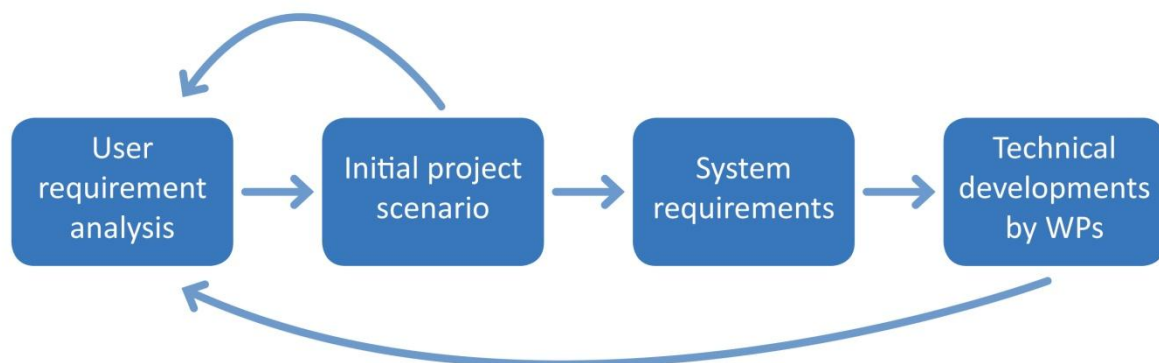 User
requirement
analysis
Initial project
scenario
System
requirements
Technical
developments
by WPs